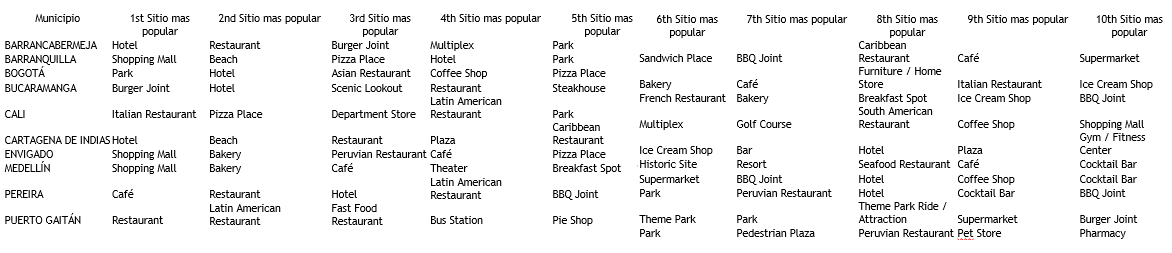 Municipio 1st Sitio mas popular 2nd Sitio mas popular 3rd Sitio mas popular 4th Sitio mas popular 5th Sitio mas popular 6th Sitio mas popular 7th Sitio mas popular 8th Sitio mas popular 9th Sitio mas popular 10th Sitio mas popular
BARRANCABERMEJA Hotel Restaurant Burger Joint Multiplex Park Caribbean
BARRANQUILLA Shopping Mall Beach Pizza Place Hotel Park Sandwich Place BBQ Joint Restaurant Café Supermarket
BOGOTÁ Park Hotel Asian Restaurant Coffee Shop Pizza Place Furniture / Home
BUCARAMANGA Burger Joint Hotel Scenic Lookout Restaurant Steakhouse Bakery Café Store Italian Restaurant Ice Cream Shop
Latin American French Restaurant Bakery Breakfast Spot Ice Cream Shop BBQ Joint
CALI Italian Restaurant Pizza Place Department Store Restaurant Park South American
Caribbean Multiplex Golf Course Restaurant Coffee Shop Shopping Mall
CARTAGENA DE INDIAS Hotel Beach Restaurant Plaza Restaurant Gym / Fitness
ENVIGADO Shopping Mall Bakery Peruvian Restaurant Café Pizza Place Ice Cream Shop Bar Hotel Plaza Center
MEDELLÍN Shopping Mall Bakery Café Theater Breakfast Spot Historic Site Resort Seafood Restaurant Café Cocktail Bar
Latin American Supermarket BBQ Joint Hotel Coffee Shop Cocktail Bar
PEREIRA Café Restaurant Hotel Restaurant BBQ Joint Park Peruvian Restaurant Hotel Cocktail Bar BBQ Joint
Latin American Fast Food Theme Park Ride /
PUERTO GAITÁN Restaurant Restaurant Restaurant Bus Station Pie Shop Theme Park Park Attraction Supermarket Burger Joint
Park Pedestrian Plaza Peruvian Restaurant Pet Store Pharmacy